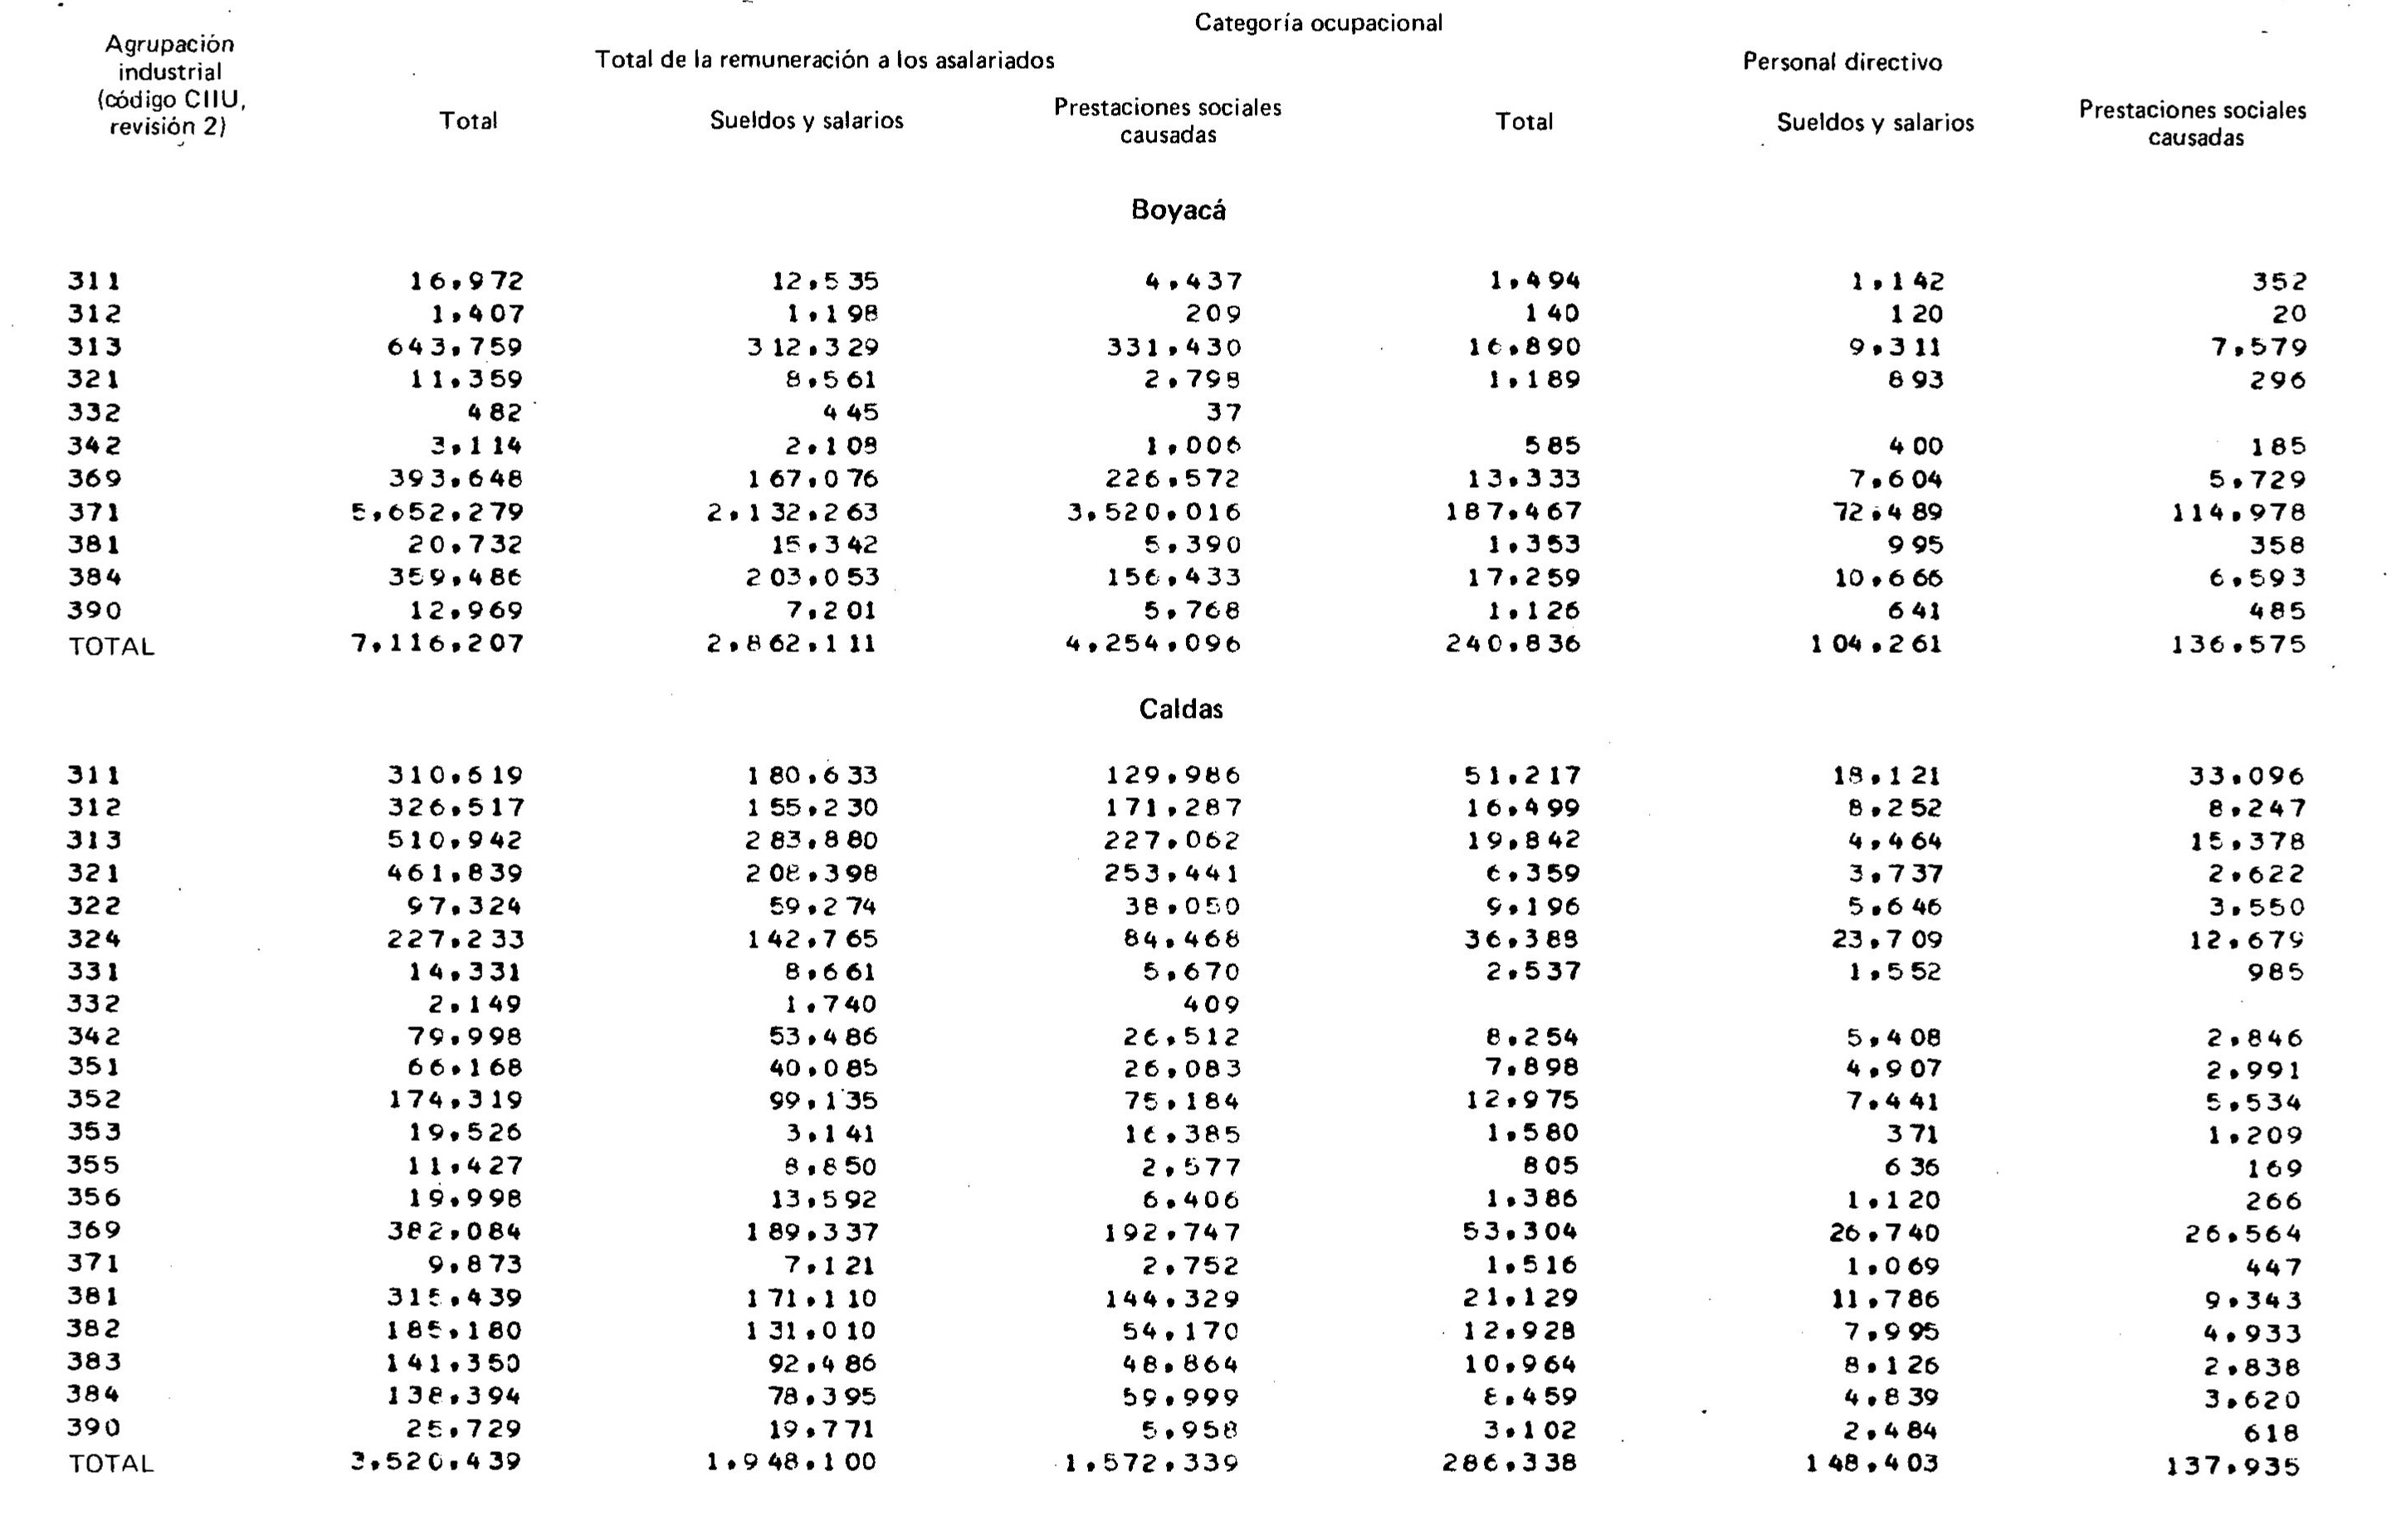 Categoría ocupacional
Agrupación industrial (código CIIU, revisión 2)
Total de la remuneración a los asalariados Personal directivo
Total Sueldos y salarios Prestaciones sociales causadas Total Sueldos y salarios Prestaciones sociales causadas
Boyacá
311 16,972 12,535 4,437 1,494 1,142 352
312 1,407 1,198 209 140 120 20
313 643,759 312,329 331,430 16,890 9,311 7,579
321 11,359 8,561 2,798 1,189 893 296
332 482 445 37
342 3,114 2,108 1,006 585 400 185
369 393,648 167,076 226,572 13,333 7,604 5,729
371 5,652,279 2,132,263 3,520,016 187,467 72,489 114,978
381 20,732 15,342 5,390 1,353 995 358
384 359,486 203,053 156,433 17,259 10,666 6,593
390 12,969 7,201 5,768 1,126 641 485
TOTAL 7,116,207 2,862,111 4,254,096 240,836 104,261 136,575
Caldas
311 310,619 180,633 129,986 51,217 18,121 33,096
312 326,517 155,230 171,287 16,499 8,252 8,247
313 510,942 283,880 227,062 19,842 4,464 15,378
321 461,839 208,398 253,441 6,359 3,737 2,622
322 97,324 59,274 38,050 9,196 5,646 3,550
324 227,233 142,765 84,468 36,388 23,709 12,679
331 14,331 8,661 5,670 2,537 1,552 985
332 2,149 1,740 409
342 79,998 53,486 26,512 8,254 5,408 2,846
351 66,168 40,085 26,083 7,898 4,907 2,991
352 174,319 99,135 75,184 12,975 7,441 5,534
353 19,526 3,141 16,385 1,580 371 1,209
355 11,427 8,850 2,577 805 636 169
356 19,998 13,592 6,406 1,386 1,120 266
369 382,084 189,337 192,747 53,304 26,740 26,564
371 9,873 7,121 2,752 1,516 1,069 447
381 315,439 171,110 144,329 21,129 11,786 9,343
382 185,180 131,010 54,170 12,928 7,995 4,933
383 141,350 92,486 48,864 10,964 8,126 2,838
384 138,394 78,395 59,999 8,459 4,839 3,620
390 25,729 19,771 5,958 3,102 2,484 618
TOTAL 3,520,439 1,948,100 1,572,339 286,338 148,403 137,935